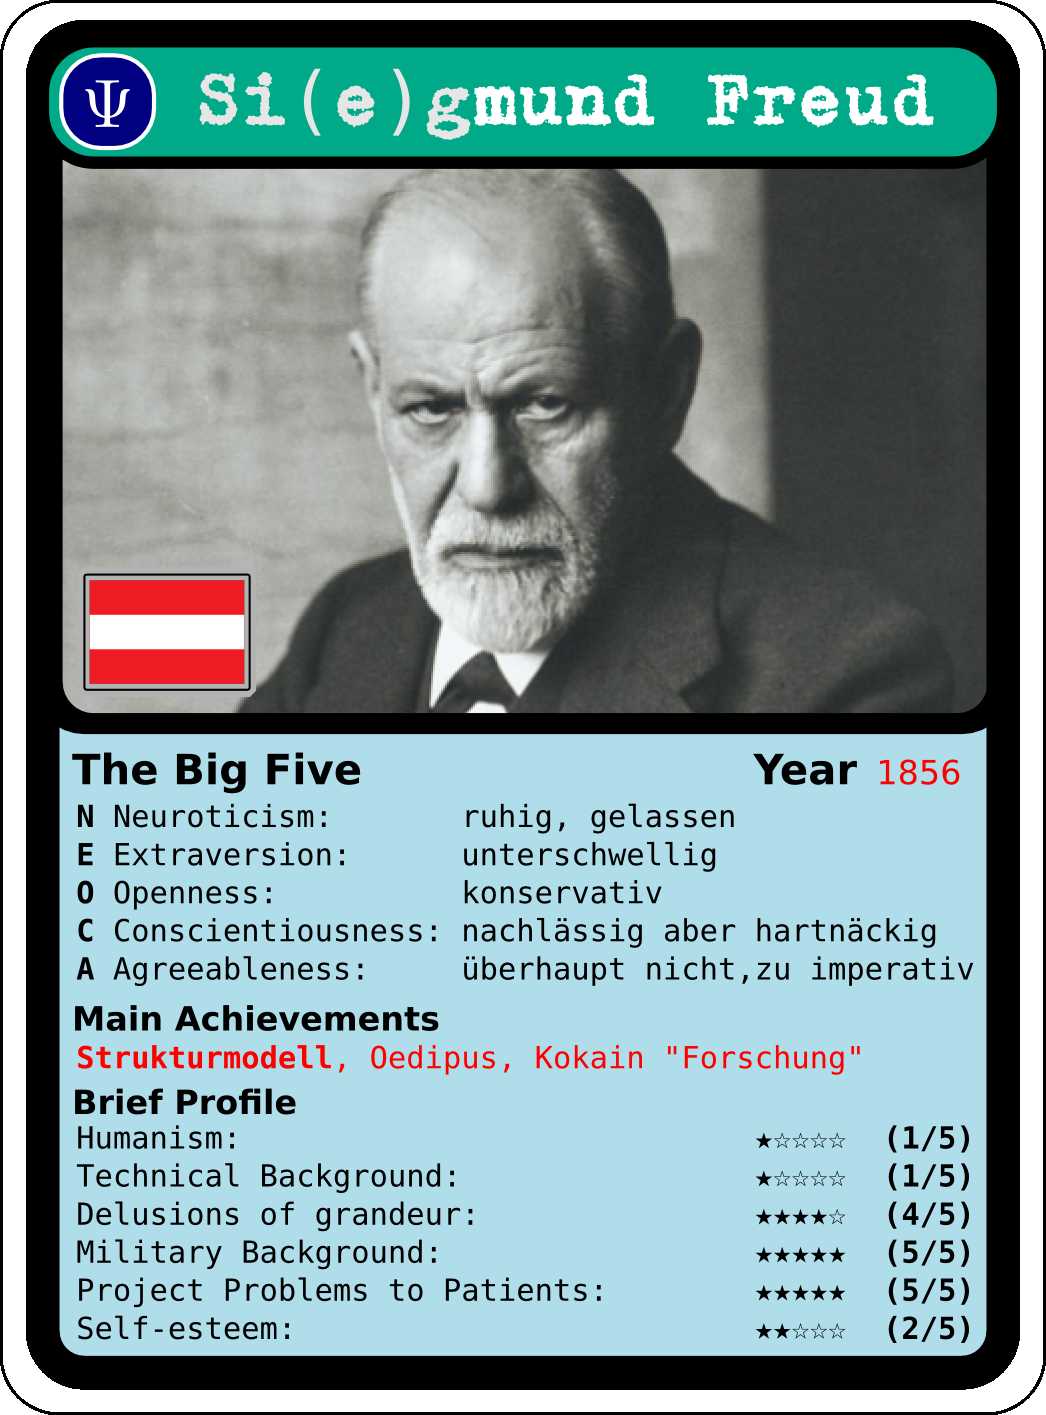 Ψ Si(e)gmund Freud
The Big Five Year 1856
N Neuroticism: ruhig, gelassen
E Extraversion: unterschwellig
O Openness: konservativ
C Conscientiousness: nachlässig aber hartnäckig
A Agreeableness: überhaupt nicht,zu imperativ
Main Achievements
Strukturmodell, Oedipus, Kokain "Forschung"
Brief Profile
Humanism: ★☆☆☆☆ (1/5)
Technical Background: ★☆☆☆☆ (1/5)
Delusions of grandeur: ★★★★☆ (4/5)
Military Background: ★★★★★ (5/5)
Project Problems to Patients: ★★★★★ (5/5)
Self-esteem: ★★☆☆☆ (2/5)